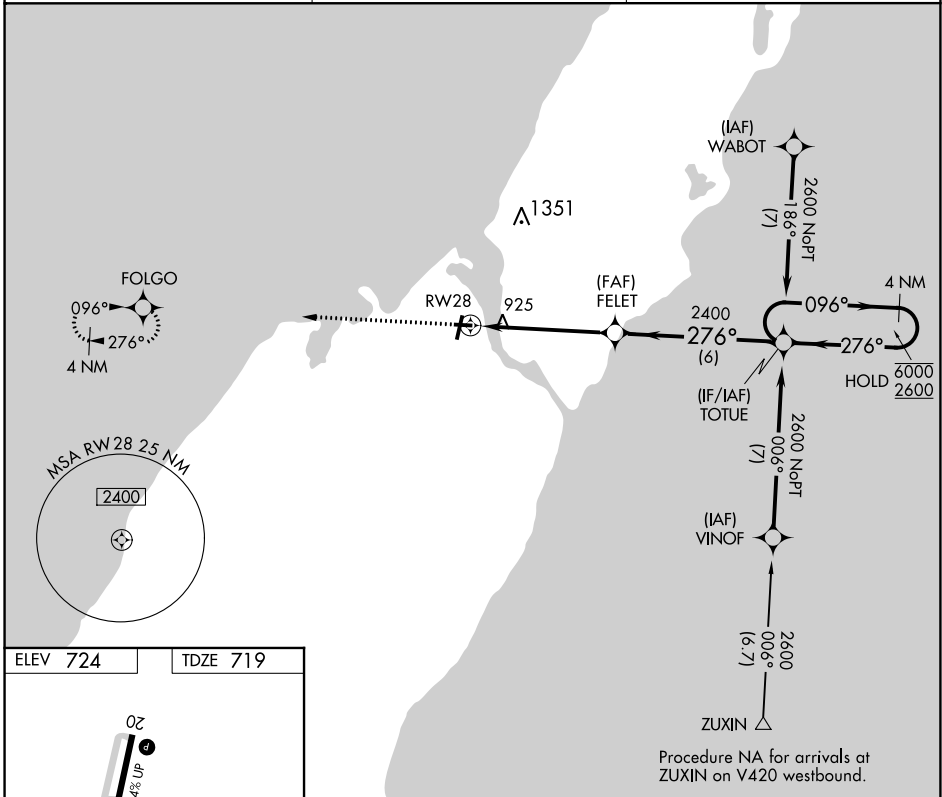 (IAF)
WABOT
2600 NoPT
186°
(7)
1351
FOLGO
096°
276°
4 NM
RW28
925
(FAF)
FELET
2400
276°
(6)
096°
4 NM
276°
HOLD
6000
2600
(IF/IAF)
TOTUE
2600 NoPT
006°
(7)
MSA RW28 25 NM
2400
(IAF)
VINOF
2600
006°
(6.7)
ZUXIN
Procedure NA for arrivals at
ZUXIN on V420 westbound.
ELEV 724
TDZE 719
20
P
4% UP